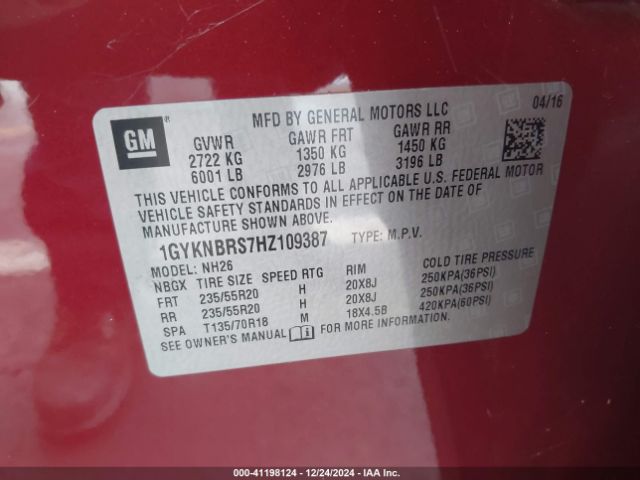 GM
MFD BY GENERAL MOTORS LLC 04/16
GVWR GAWR FRT GAWR RR
2722 KG 1350 KG 1450 KG
6001 LB 2976 LB 3196 LB
THIS VEHICLE CONFORMS TO ALL APPLICABLE U.S. FEDERAL MOTOR
VEHICLE SAFETY STANDARDS IN EFFECT ON THE DATE OF
MANUFACTURE SHOWN ABOVE.
1GYKNBRS7HZ109387 TYPE: M.P.V.
MODEL: NH26
NBGX TIRE SIZE SPEED RTG RIM COLD TIRE PRESSURE
FRT 235/55R20 H 20X8J 250KPA(36PSI)
RR 235/55R20 H 20X8J 250KPA(36PSI)
SPA T135/70R18 M 18X4.5B 420KPA(60PSI)
SEE OWNER'S MANUAL FOR MORE INFORMATION.
000-41198124 - 12/24/2024 - IAA Inc.